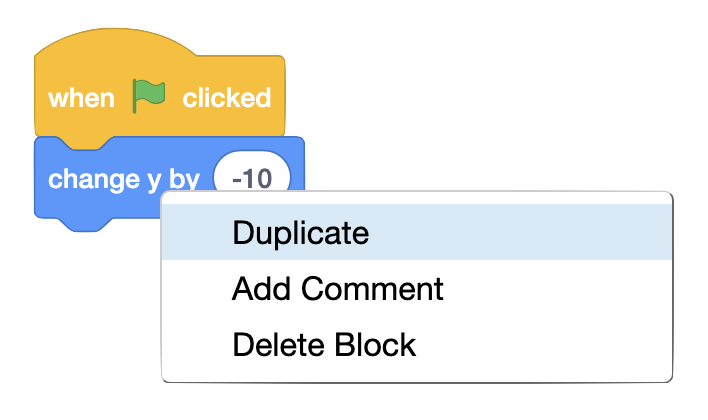 when clicked
change y by -10
Duplicate
Add Comment
Delete Block